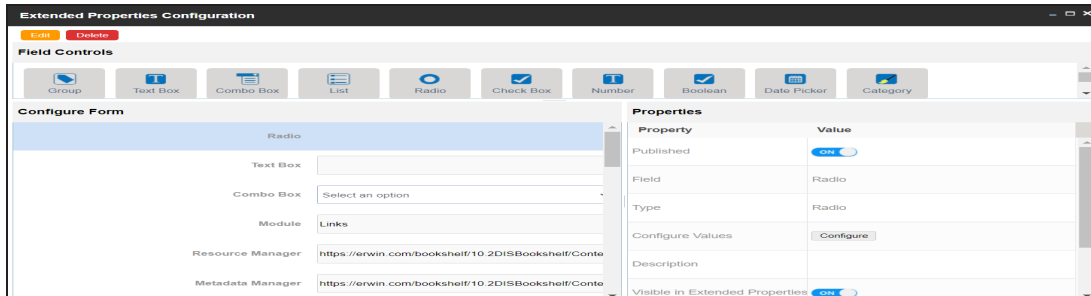 Extended Properties Configuration
Edit Delete
Field Controls
Group Text Box Combo Box List Radio Check Box Number Boolean Date Picker Category
Configure Form
Radio
Text Box
Combo Box Select an option
Module Links
Resource Manager https://erwin.com/bookshelf/10.2DISBookshelf/Conte
Metadata Manager https://erwin.com/bookshelf/10.2DISBookshelf/Conte
Properties
Property Value
Published ON
Field Radio
Type Radio
Configure Values Configure
Description
Visible in Extended Properties ON